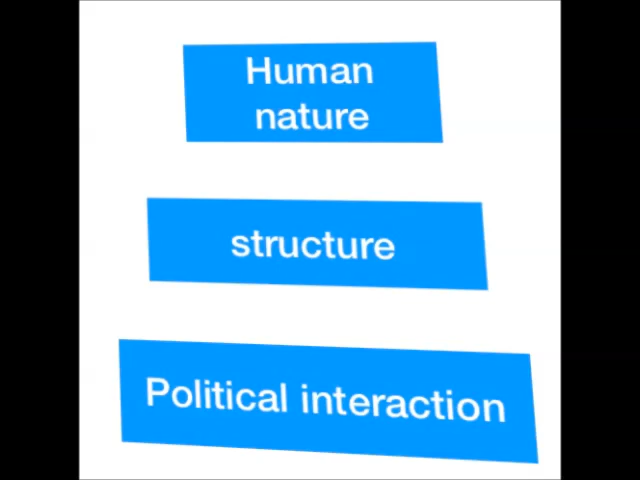 Human
nature
structure
Political interaction